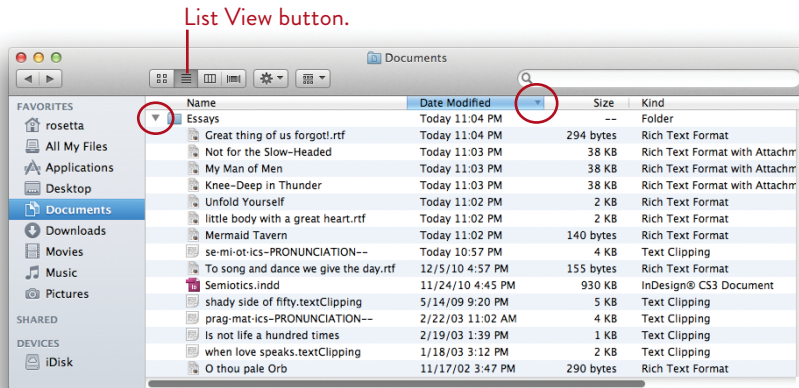 List View button.
Documents
Name Date Modified Size Kind
FAVORITES
rosetta
All My Files
Applications
Desktop
Documents
Downloads
Movies
Music
Pictures
SHARED
DEVICES
iDisk
Essays Today 11:04 PM -- Folder
Great thing of us forgot!.rtf Today 11:04 PM 294 bytes Rich Text Format
Not for the Slow-Headed Today 11:03 PM 38 KB Rich Text Format with Attachm
My Man of Men Today 11:03 PM 38 KB Rich Text Format with Attachm
Knee-Deep in Thunder Today 11:03 PM 38 KB Rich Text Format with Attachm
Unfold Yourself Today 11:02 PM 2 KB Rich Text Format
little body with a great heart.rtf Today 11:02 PM 2 KB Rich Text Format
Mermaid Tavern Today 11:02 PM 140 bytes Rich Text Format
se·mi·ot·ics–PRONUNCIATION–- Today 10:57 PM 4 KB Text Clipping
To song and dance we give the day.rtf 12/5/10 4:57 PM 155 bytes Rich Text Format
Semiotics.indd 11/24/10 4:45 PM 930 KB InDesign® CS3 Document
shady side of fifty.textClipping 5/14/09 9:20 PM 5 KB Text Clipping
prag·mat·ics–PRONUNCIATION–- 2/22/03 11:02 AM 4 KB Text Clipping
Is not life a hundred times 2/19/03 1:39 PM 1 KB Text Clipping
when love speaks.textClipping 1/18/03 3:12 PM 2 KB Text Clipping
O thou pale Orb 11/17/02 3:47 PM 290 bytes Rich Text Format